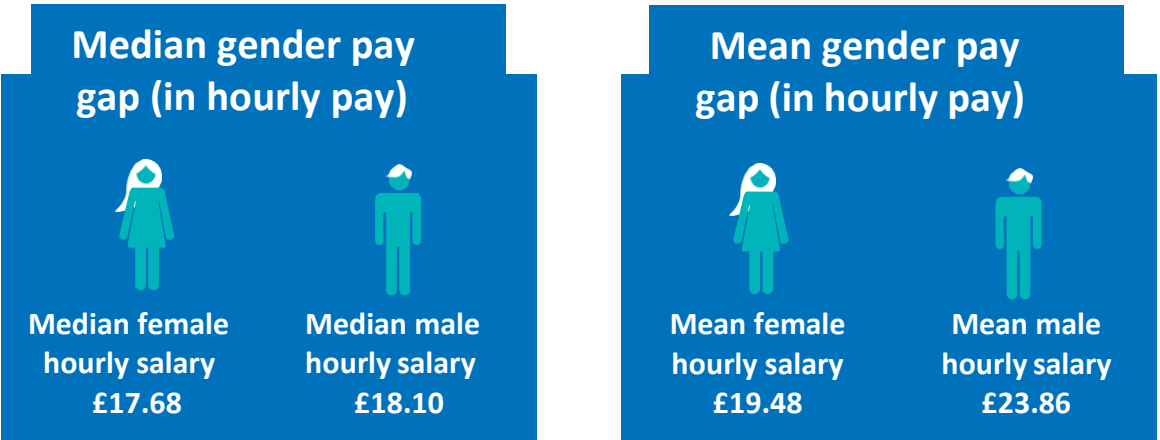 Median gender pay
gap (in hourly pay)
Median female
hourly salary
£17.68
Median male
hourly salary
£18.10
Mean gender pay
gap (in hourly pay)
Mean female
hourly salary
£19.48
Mean male
hourly salary
£23.86